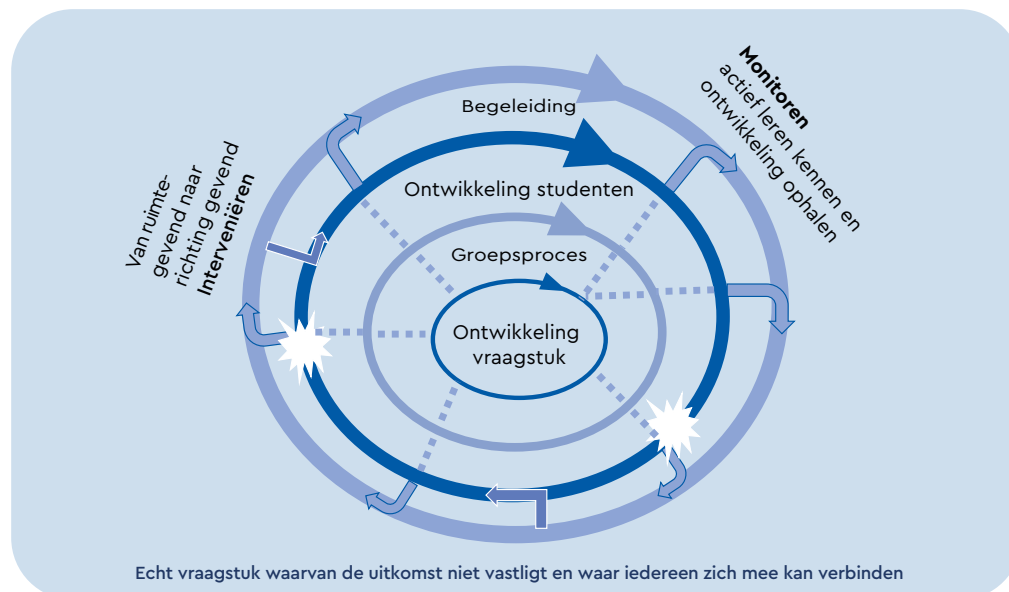 Begeleiding
Monitoren
actief leren kennen en
ontwikkeling ophalen
Ontwikkeling studenten
Van ruimte-
gevend naar
richting gevend
Interveniëren
Groepsproces
Ontwikkeling
vraagstuk
Echt vraagstuk waarvan de uitkomst niet vastligt en waar iedereen zich mee kan verbinden